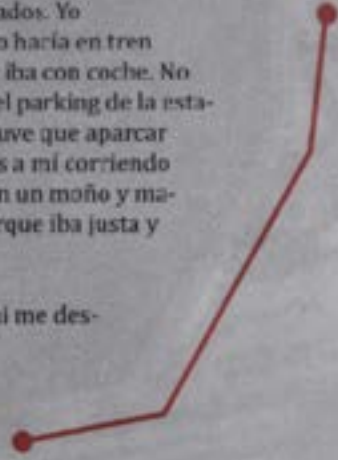 ados. Yo
o haría en tren
iba con coche. No
el parking de la esta-
uve que aparcar
s a mí corriendo
n un moño y ma-
rque iba justa y
i me des-